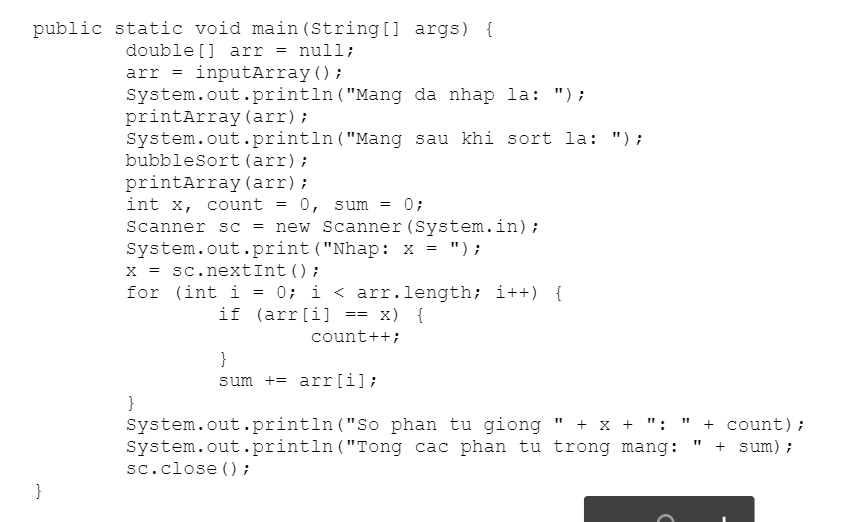 public static void main(String[] args) {
double[] arr = null;
arr = inputArray();
System.out.println("Mang da nhap la: ");
printArray(arr);
System.out.println("Mang sau khi sort la: ");
bubbleSort(arr);
printArray(arr);
int x, count = 0, sum = 0;
Scanner sc = new Scanner(System.in);
System.out.print("Nhap: x = ");
x = sc.nextInt();
for (int i = 0; i < arr.length; i++) {
if (arr[i] == x) {
count++;
}
sum += arr[i];
}
System.out.println("So phan tu giong " + x + ": " + count);
System.out.println("Tong cac phan tu trong mang: " + sum);
sc.close();
}